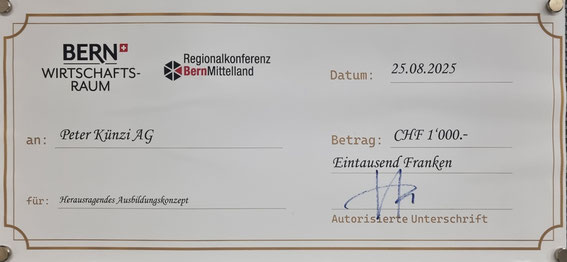 BERN
WIRTSCHAFTS-
RAUM
Regionalkonferenz
BernMittelland
Datum: 25.08.2025
an: Peter Künzi AG
Betrag: CHF 1'000.-
Eintausend Franken
für: Herausragendes Ausbildungskonzept
Autorisierte Unterschrift